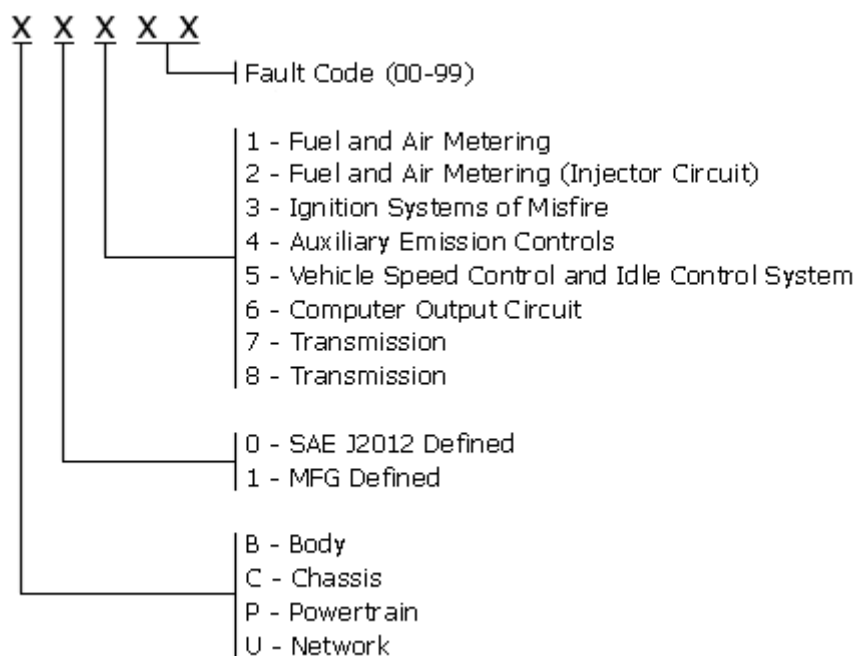 X X X X X
Fault Code (00-99)
1 - Fuel and Air Metering
2 - Fuel and Air Metering (Injector Circuit)
3 - Ignition Systems of Misfire
4 - Auxiliary Emission Controls
5 - Vehicle Speed Control and Idle Control System
6 - Computer Output Circuit
7 - Transmission
8 - Transmission
0 - SAE J2012 Defined
1 - MFG Defined
B - Body
C - Chassis
P - Powertrain
U - Network